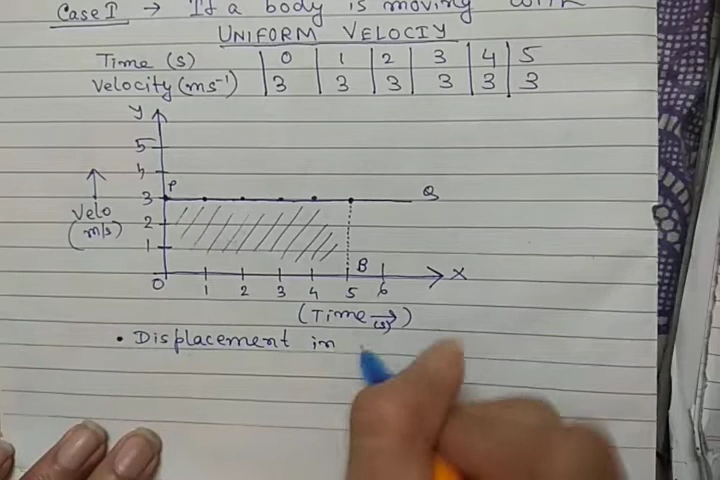 Case I → If a body is moving with
UNIFORM VELOCIY
Time (s) 0 1 2 3 4 5
Velocity (ms⁻¹) 3 3 3 3 3 3
Y
5
4
3 P Q
Velo 2
(m/s) 1
B
O 1 2 3 4 5 6 X
(Time (s))
• Displacement in